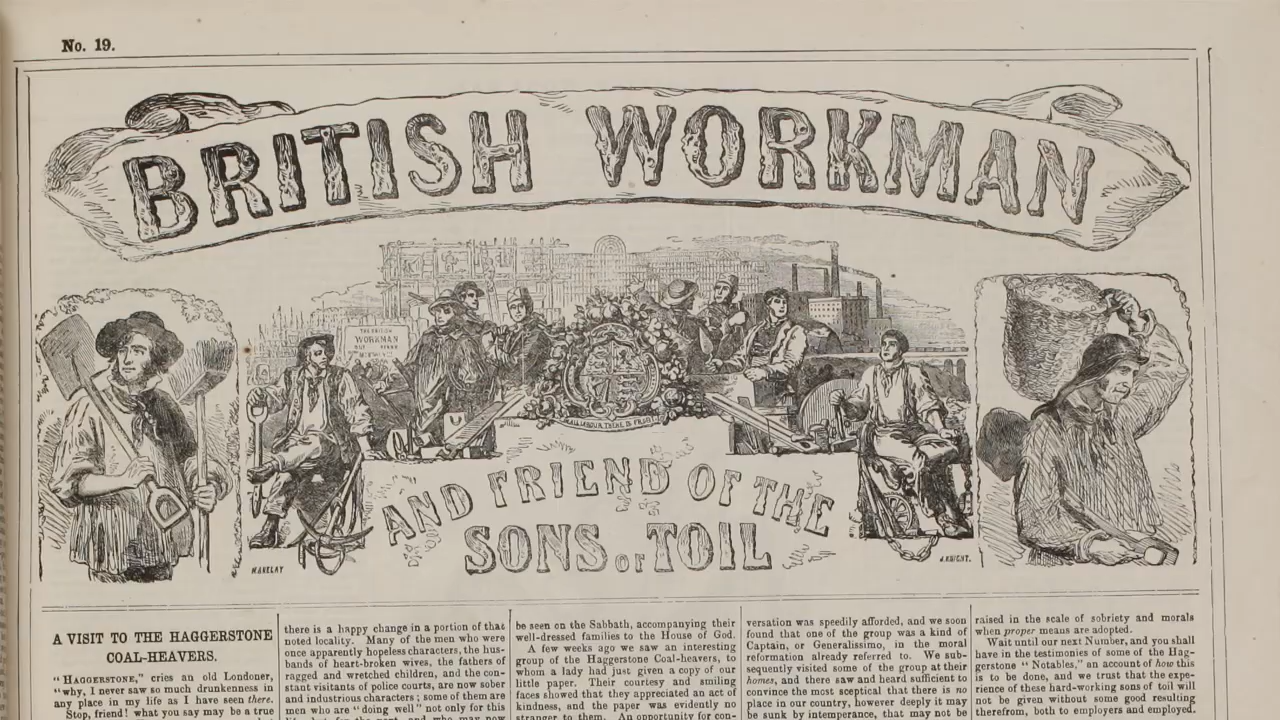 No. 19.
BRITISH WORKMAN
THE BRITISH
WORKMAN
IN ALL LABOUR THERE IS PROFIT
AND FRIEND OF THE
SONS OF TOIL
H. ANELAY
J. KNIGHT.
A VISIT TO THE HAGGERSTONE
COAL-HEAVERS.
"HAGGERSTONE," cries an old Londoner,
"why, I never saw so much drunkenness in
any place in my life as I have seen there.
Stop, friend! what you say may be a true
there is a happy change in a portion of that
noted locality. Many of the men who were
once apparently hopeless characters, the hus-
bands of heart-broken wives, the fathers of
ragged and wretched children, and the con-
stant visitants of police courts, are now sober
and industrious characters; some of them are
men who are "doing well" not only for this
be seen on the Sabbath, accompanying their
well-dressed families to the House of God.
A few weeks ago we saw an interesting
group of the Haggerstone Coal-heavers, to
whom a lady had just given a copy of our
little paper. Their courtesy and smiling
faces showed that they appreciated an act of
kindness, and the paper was evidently no
stranger to them. An opportunity for con-
versation was speedily afforded, and we soon
found that one of the group was a kind of
Captain, or Generalissimo, in the moral
reformation already referred to. We sub-
sequently visited some of the group at their
homes, and there saw and heard sufficient to
convince the most sceptical that there is no
place in our country, however deeply it may
be sunk by intemperance, that may not be
raised in the scale of sobriety and morals
when proper means are adopted.
Wait until our next Number, and you shall
have in the testimonies of some of the Hag-
gerstone "Notables," an account of how this
is to be done, and we trust that the expe-
rience of these hard-working sons of toil will
not be given without some good resulting
therefrom, both to employers and employed.